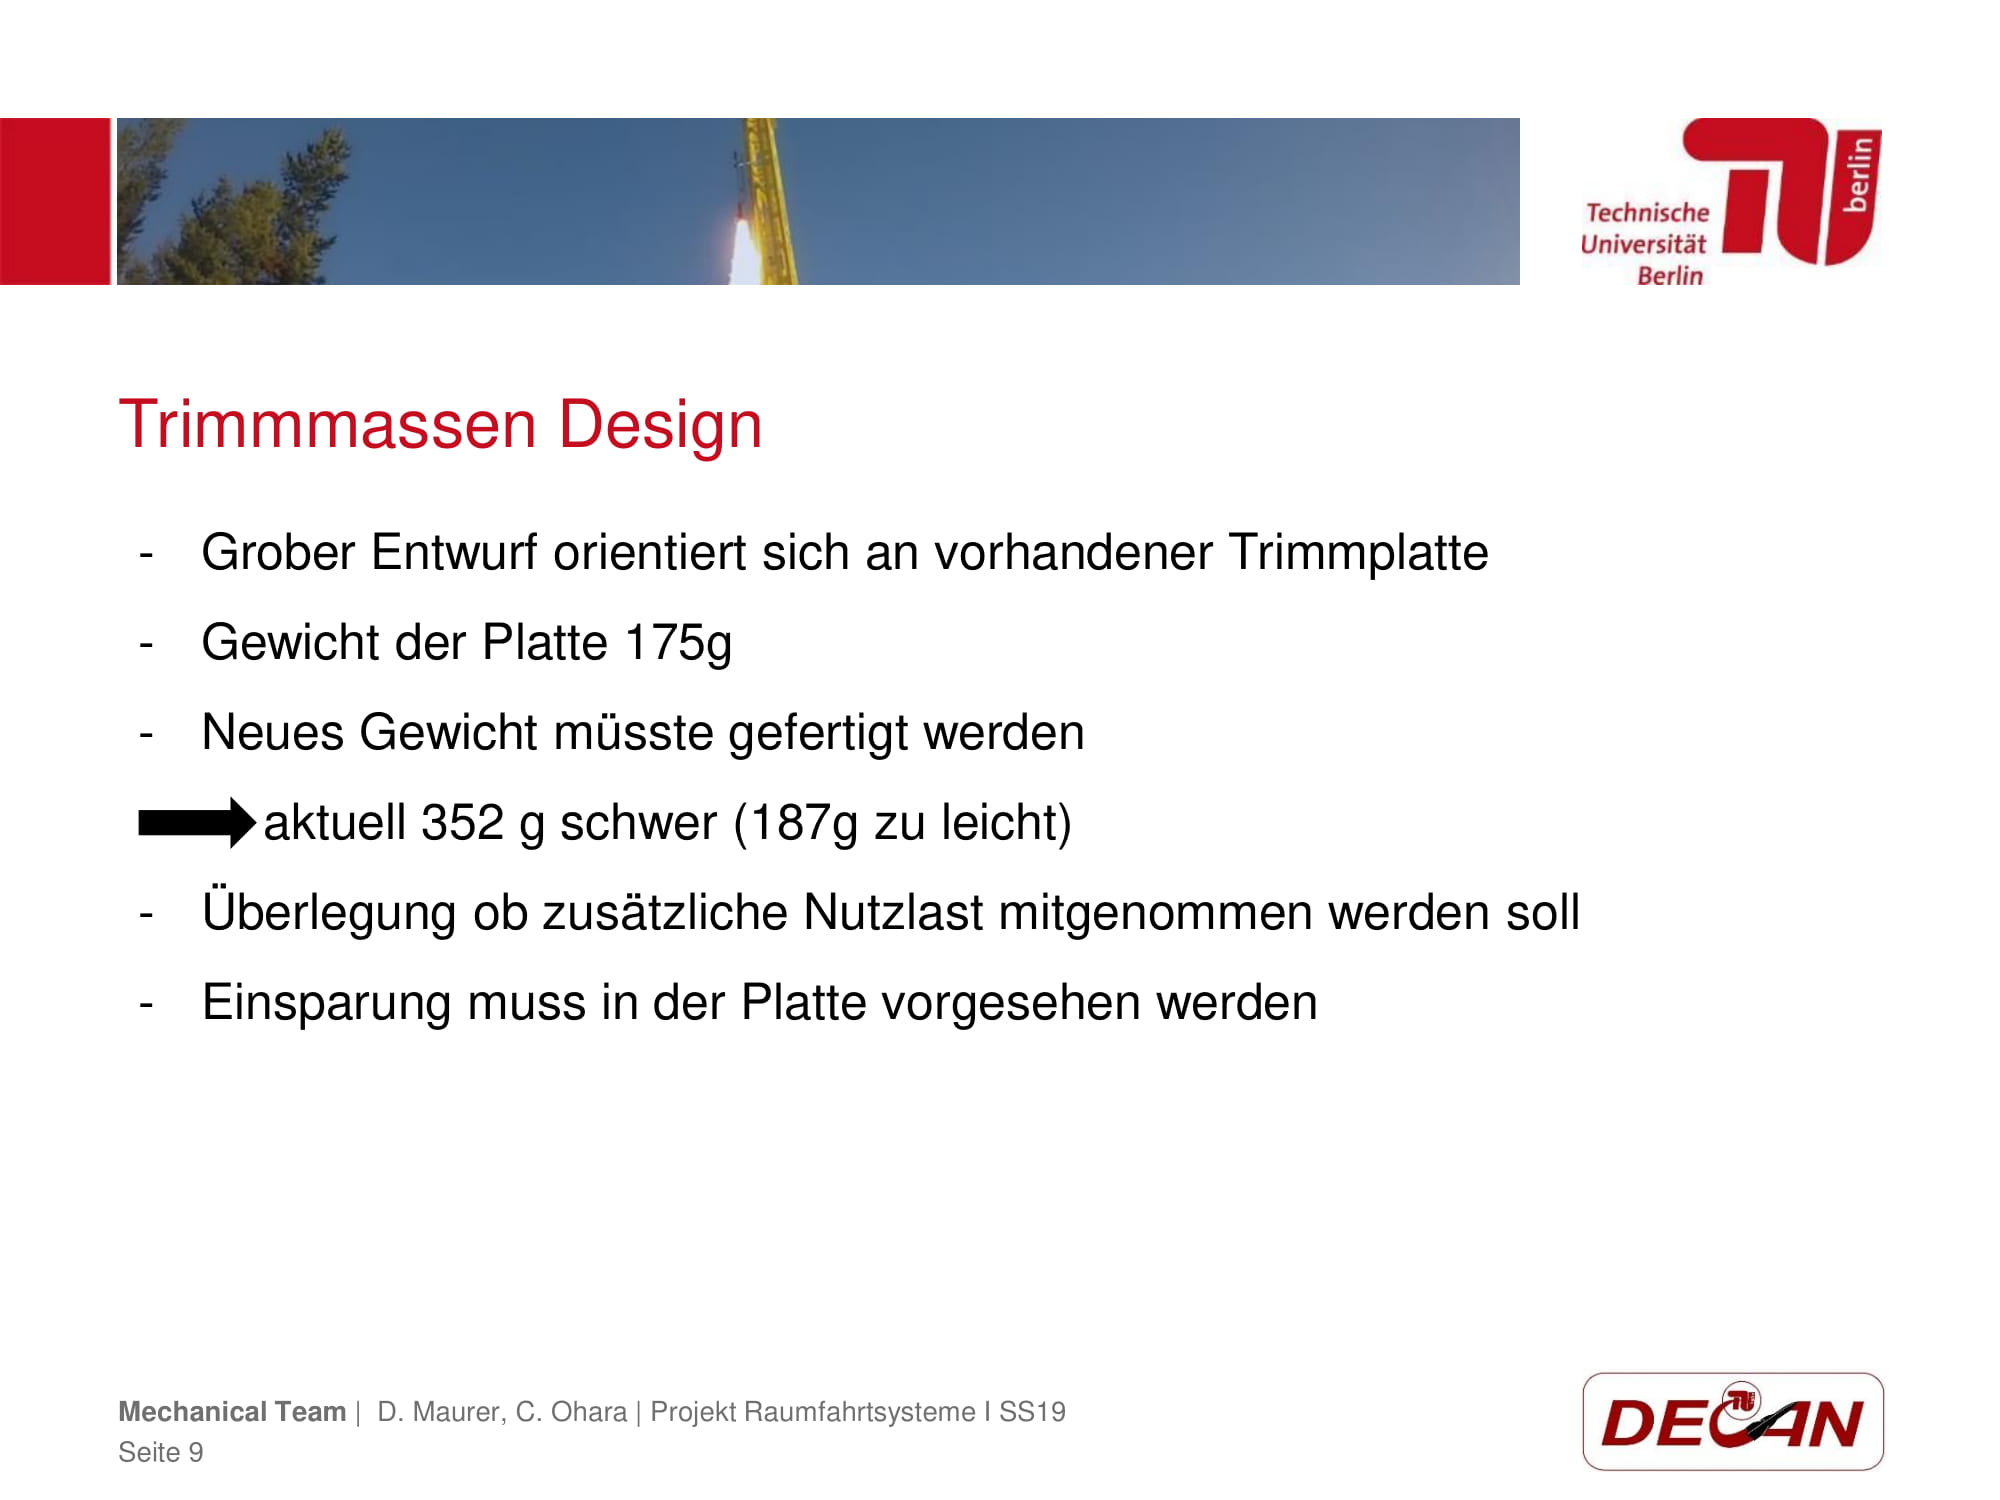 Technische
Universität
Berlin
berlin
Trimmmassen Design
- Grober Entwurf orientiert sich an vorhandener Trimmplatte
- Gewicht der Platte 175g
- Neues Gewicht müsste gefertigt werden
aktuell 352 g schwer (187g zu leicht)
- Überlegung ob zusätzliche Nutzlast mitgenommen werden soll
- Einsparung muss in der Platte vorgesehen werden
Mechanical Team | D. Maurer, C. Ohara | Projekt Raumfahrtsysteme I SS19
Seite 9
DECAN